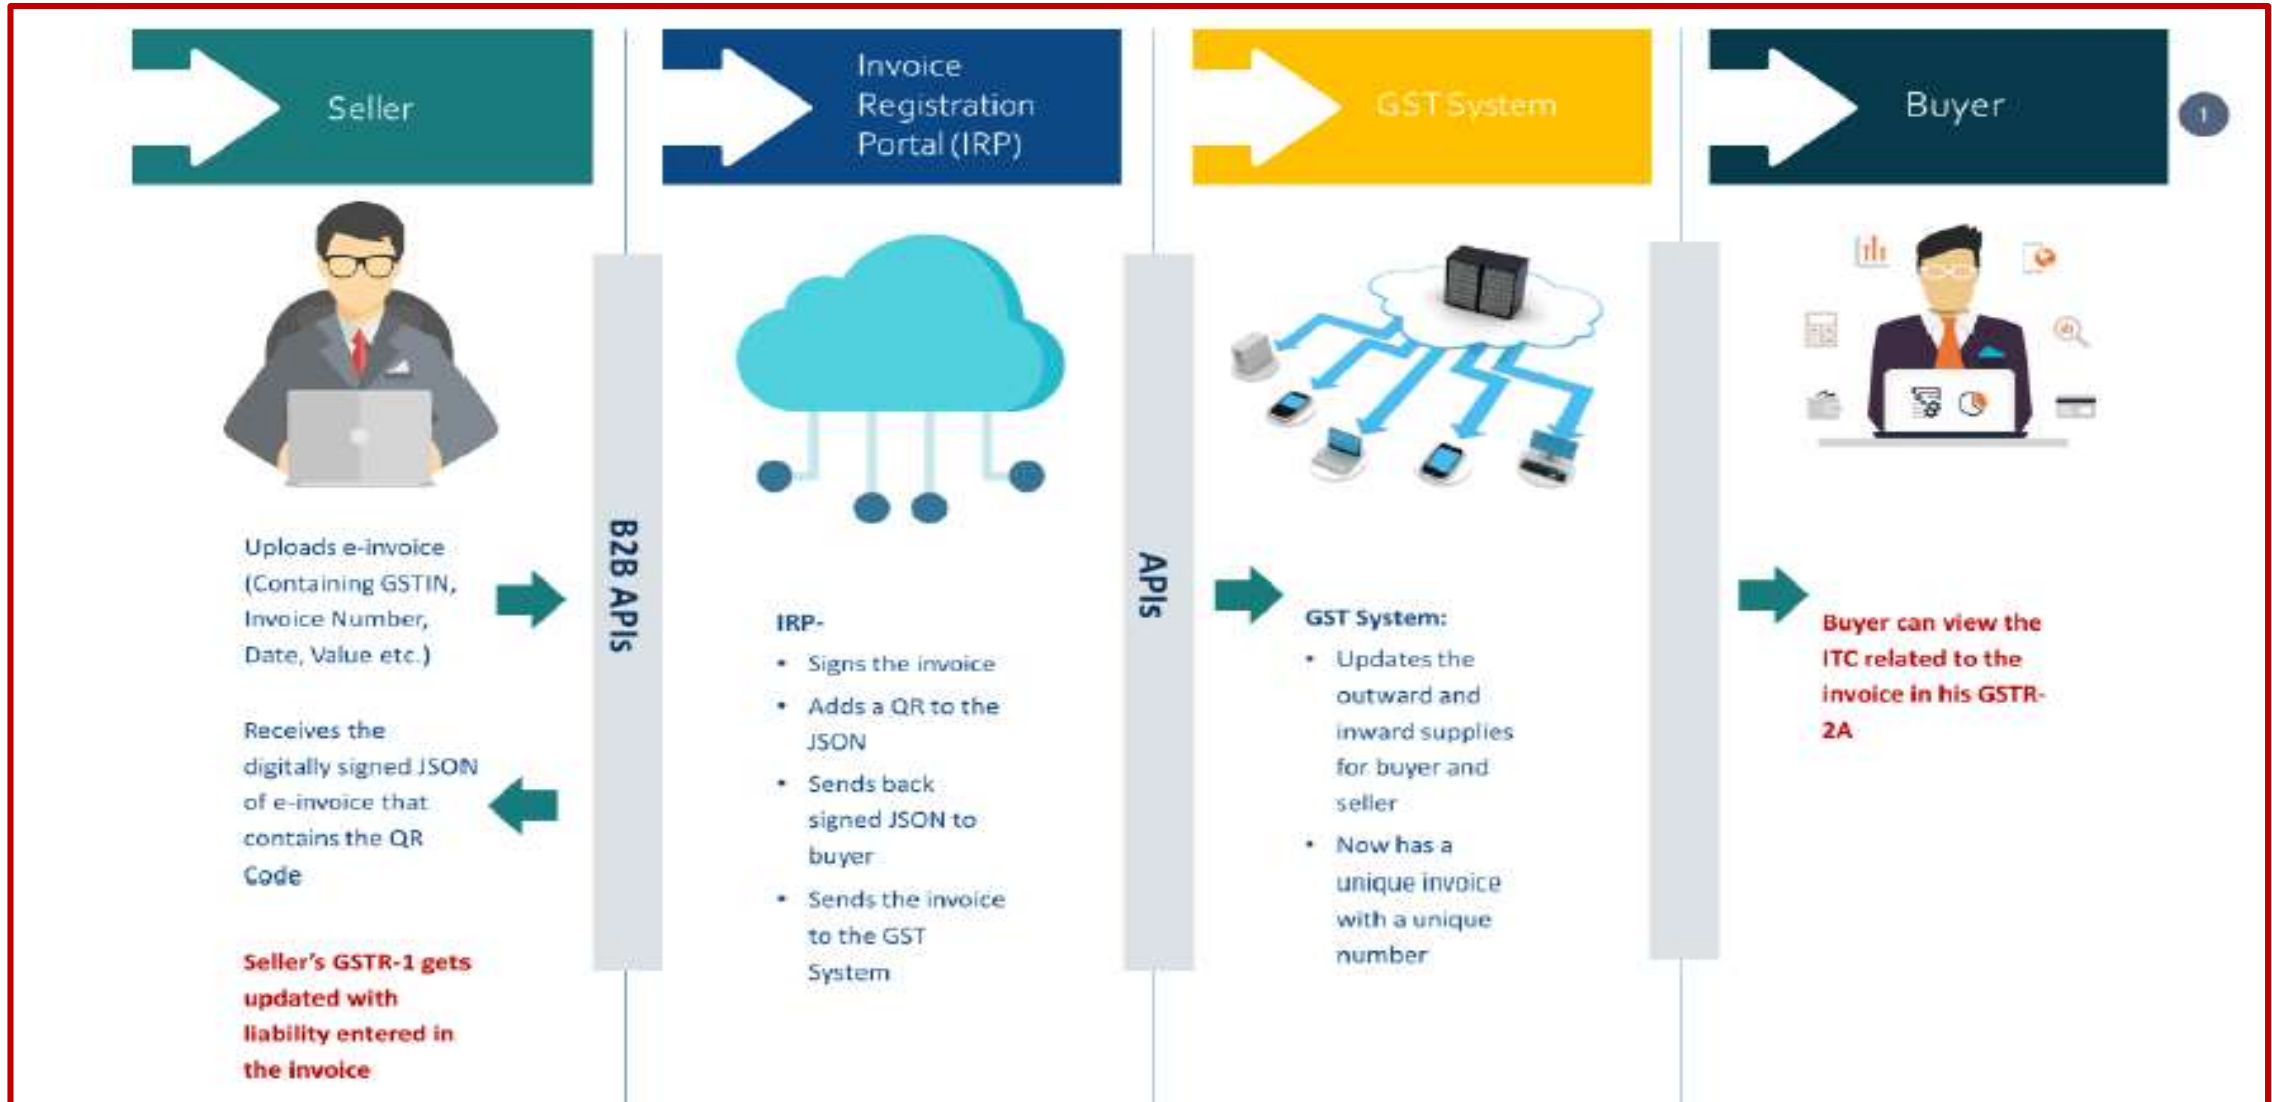 Seller
Invoice
Registration
Portal (IRP)
GST System
Buyer
1
Uploads e-invoice
(Containing GSTIN,
Invoice Number,
Date, Value etc.)
Receives the
digitally signed JSON
of e-invoice that
contains the QR
Code
Seller's GSTR-1 gets
updated with
liability entered in
the invoice
B2B APIs
IRP-
• Signs the invoice
• Adds a QR to the
JSON
• Sends back
signed JSON to
buyer
• Sends the invoice
to the GST
System
APIs
GST System:
• Updates the
outward and
inward supplies
for buyer and
seller
• Now has a
unique invoice
with a unique
number
Buyer can view the
ITC related to the
invoice in his GSTR-
2A